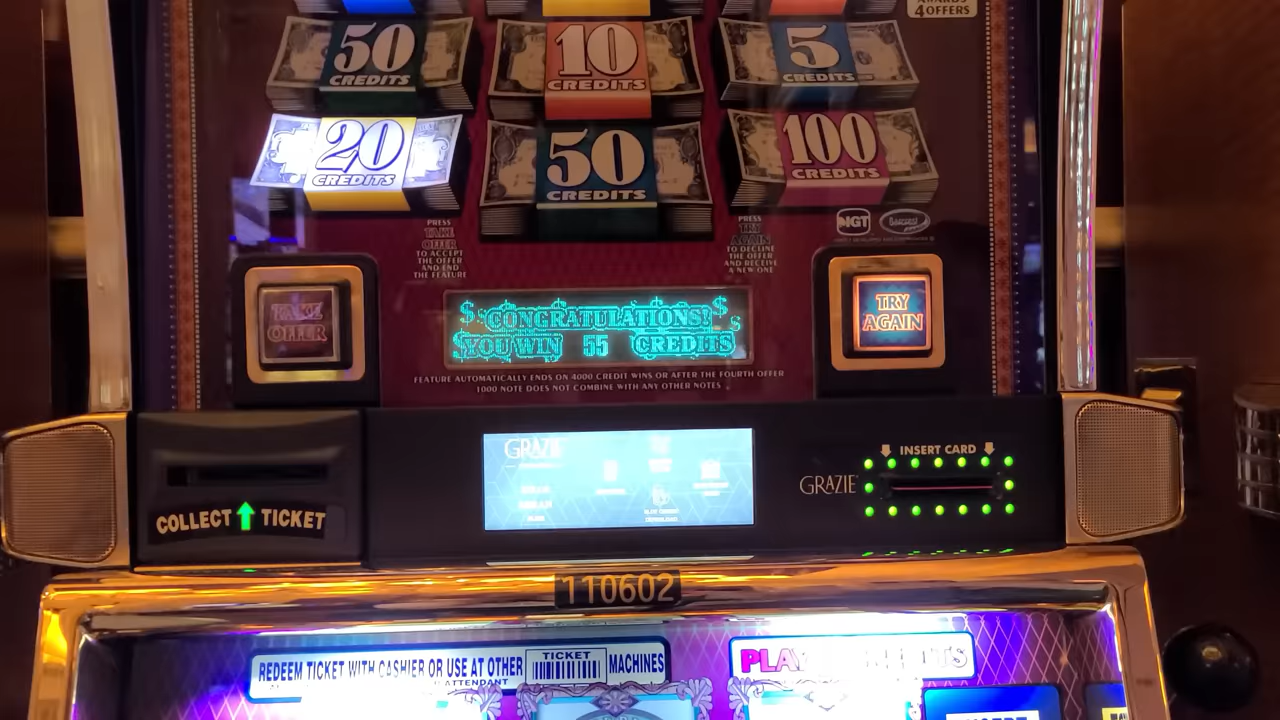 4 OFFERS
50
CREDITS
10
CREDITS
5
CREDITS
20
CREDITS
50
CREDITS
100
CREDITS
PRESS
TAKE
OFFER
TO ACCEPT
THE OFFER
AND END
THE FEATURE
PRESS
TRY
AGAIN
TO DECLINE
THE OFFER
AND RECEIVE
A NEW ONE
IGT
TAKE
OFFER
CONGRATULATIONS!
YOU WIN 55 CREDITS
TRY
AGAIN
FEATURE AUTOMATICALLY ENDS ON 4000 CREDIT WINS OR AFTER THE FOURTH OFFER
1000 NOTE DOES NOT COMBINE WITH ANY OTHER NOTES
GRAZIE
INSERT CARD
GRAZIE
COLLECT TICKET
110602
REDEEM TICKET WITH CASHIER OR USE AT OTHER TICKET MACHINES
ATTENDANT
PLAY
INSERT